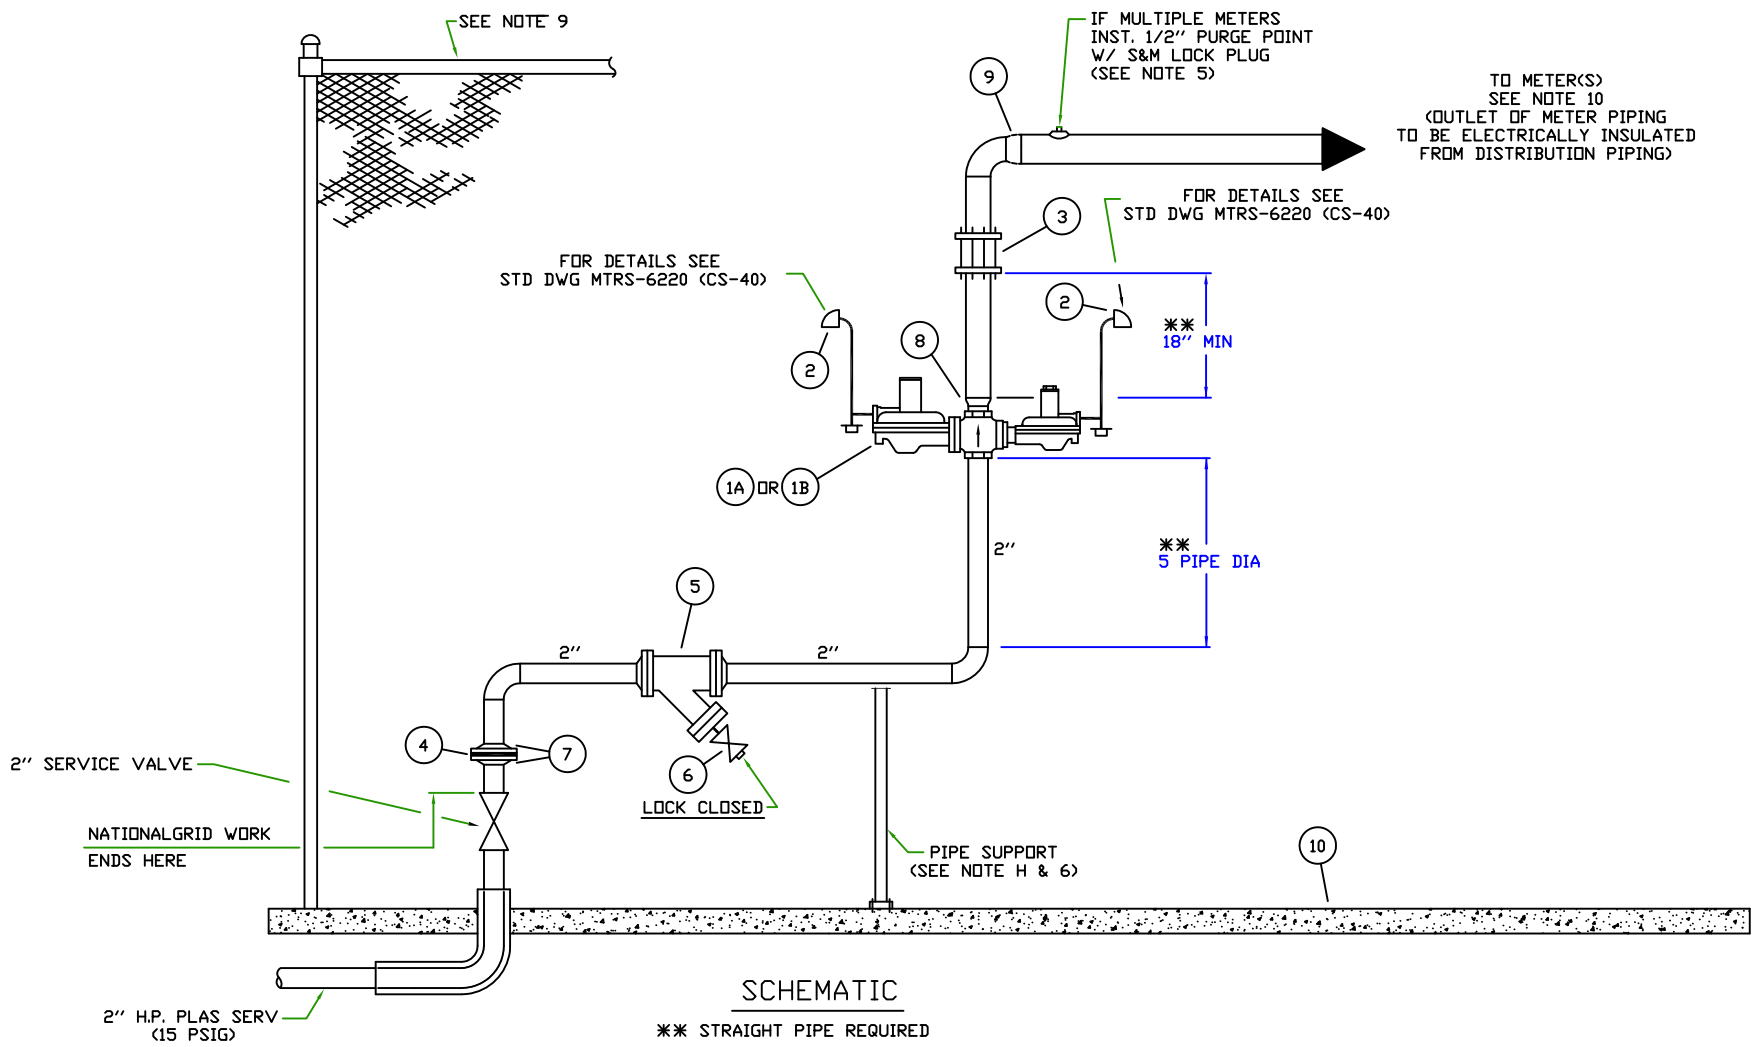 SEE NOTE 9
IF MULTIPLE METERS
INST. 1/2" PURGE POINT
W/ S&M LOCK PLUG
(SEE NOTE 5)
9
TO METER(S)
SEE NOTE 10
(OUTLET OF METER PIPING
TO BE ELECTRICALLY INSULATED
FROM DISTRIBUTION PIPING)
FOR DETAILS SEE
STD DWG MTRS-6220 (CS-40)
3
FOR DETAILS SEE
STD DWG MTRS-6220 (CS-40)
2
**
18" MIN
8
2
1A OR 1B
2"
**
5 PIPE DIA
5
2"
2"
4
7
2" SERVICE VALVE
6
LOCK CLOSED
NATIONALGRID WORK
ENDS HERE
PIPE SUPPORT
(SEE NOTE H & 6)
10
SCHEMATIC
2" H.P. PLAS SERV
(15 PSIG)
** STRAIGHT PIPE REQUIRED